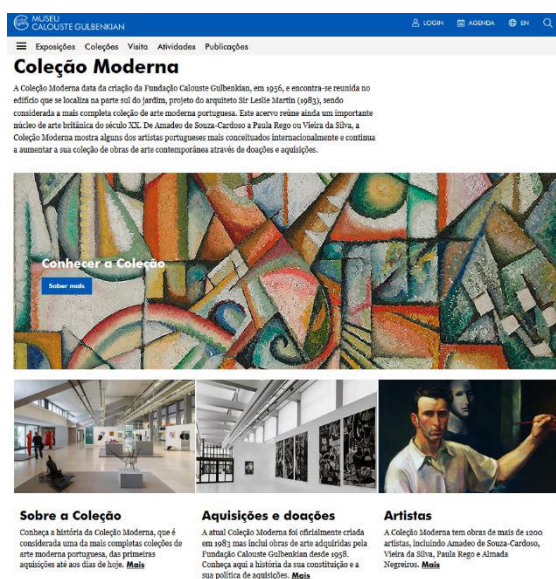 MUSEU
CALOUSTE GULBENKIAN
LOGIN
AGENDA
EN
Exposições Coleções Visita Atividades Publicações
Coleção Moderna
A Coleção Moderna data da criação da Fundação Calouste Gulbenkian, em 1956, e encontra-se reunida no
edifício que se localiza na parte sul do jardim, projeto do arquiteto Sir Leslie Martin (1983), sendo
considerada a mais completa coleção de arte moderna portuguesa. Este acervo reúne ainda um importante
núcleo de arte britânica do século XX. De Amadeo de Souza-Cardoso a Paula Rego ou Vieira da Silva, a
Coleção Moderna mostra alguns dos artistas portugueses mais conceituados internacionalmente e continua
a aumentar a sua coleção de obras de arte contemporânea através de doações e aquisições.
Conhecer a Coleção
Saber mais
Sobre a Coleção
Conheça a história da Coleção Moderna, que é
considerada uma da mais completas coleções de
arte moderna portuguesa, das primeiras
aquisições até aos dias de hoje. Mais
Aquisições e doações
A atual Coleção Moderna foi oficialmente criada
em 1983 mas inclui obras de arte adquiridas pela
Fundação Calouste Gulbenkian desde 1958.
Conheça aqui a história da sua constituição e a
sua política de aquisições. Mais
Artistas
A Coleção Moderna tem obras de mais de 1200
artistas, incluindo Amadeo de Souza-Cardoso,
Vieira da Silva, Paula Rego e Almada
Negreiros. Mais